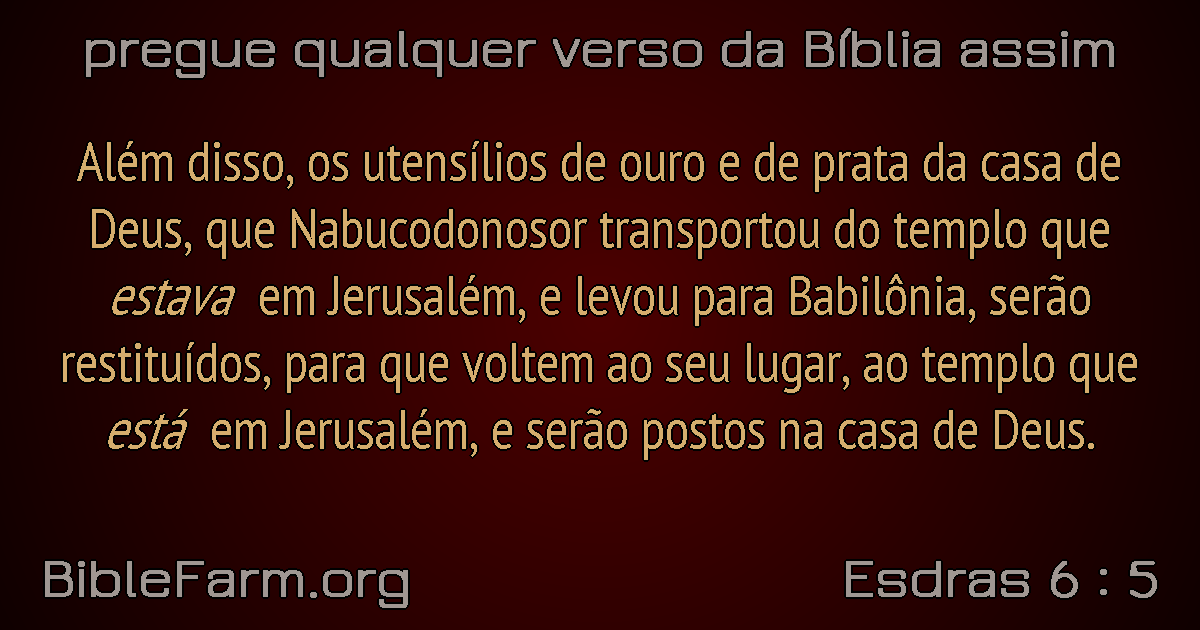 pregue qualquer verso da Bíblia assim
Além disso, os utensílios de ouro e de prata da casa de
Deus, que Nabucodonosor transportou do templo que
estava em Jerusalém, e levou para Babilônia, serão
restituídos, para que voltem ao seu lugar, ao templo que
está em Jerusalém, e serão postos na casa de Deus.
BibleFarm.org
Esdras 6 : 5